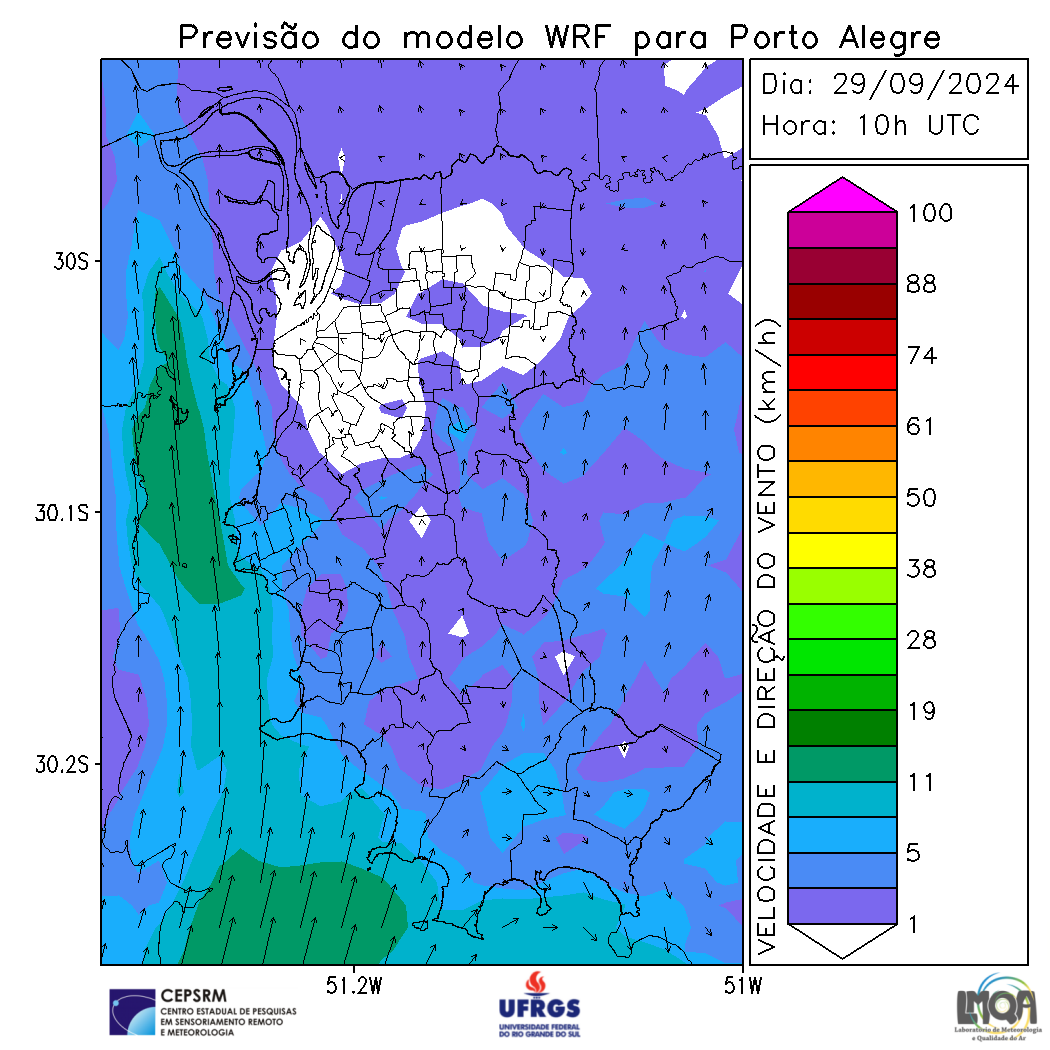 Previsão do modelo WRF para Porto Alegre
Dia: 29/09/2024
Hora: 10h UTC
30S
30.1S
30.2S
51.2W
51W
VELOCIDADE E DIREÇÃO DO VENTO (km/h)
100
88
74
61
50
38
28
19
11
5
1
CEPSRM
CENTRO ESTADUAL DE PESQUISAS
EM SENSORIAMENTO REMOTO
E METEOROLOGIA
UFRGS
UNIVERSIDADE FEDERAL
DO RIO GRANDE DO SUL
LMQA
Laboratório de Meteorologia
e Qualidade do Ar